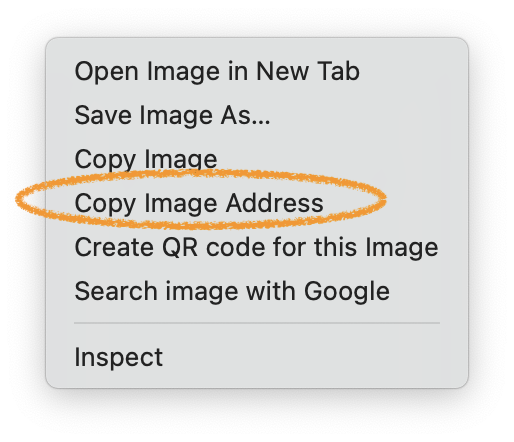 Open Image in New Tab
Save Image As...
Copy Image
Copy Image Address
Create QR code for this Image
Search image with Google
Inspect